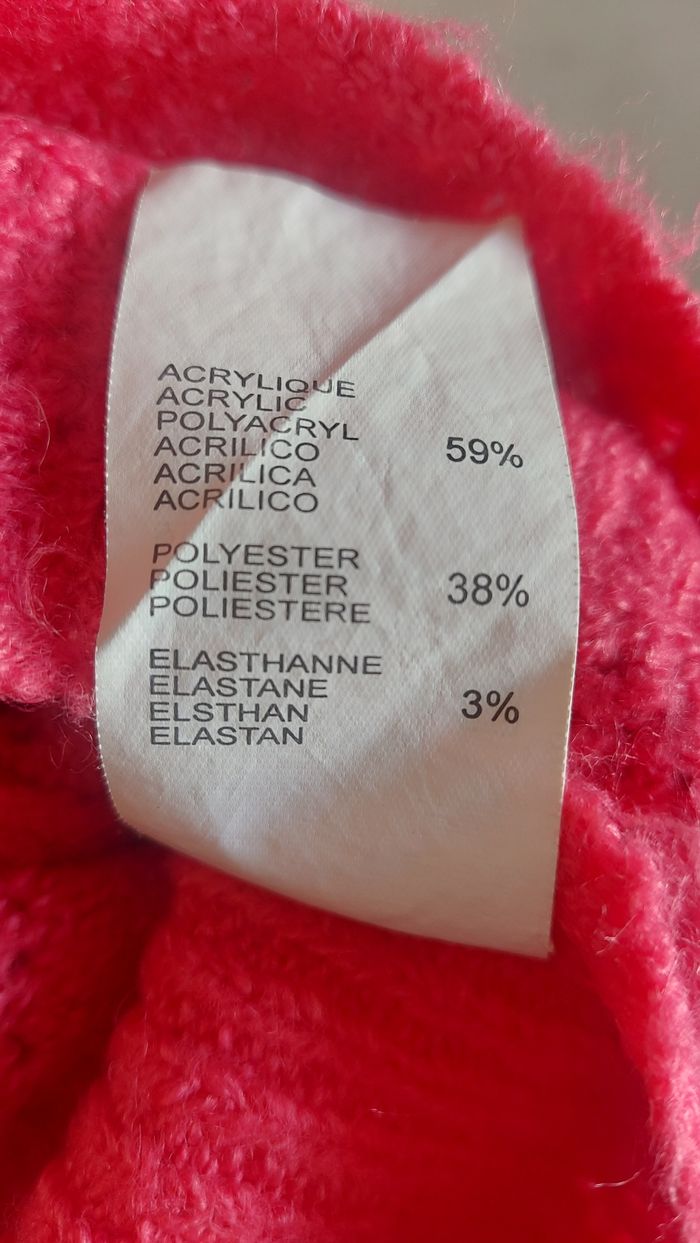 ACRYLIQUE
ACRYLIC
POLYACRYL
ACRILICO 59%
ACRILICA
ACRILICO
POLYESTER
POLIESTER 38%
POLIESTERE
ELASTHANNE
ELASTANE
ELSTHAN 3%
ELASTAN